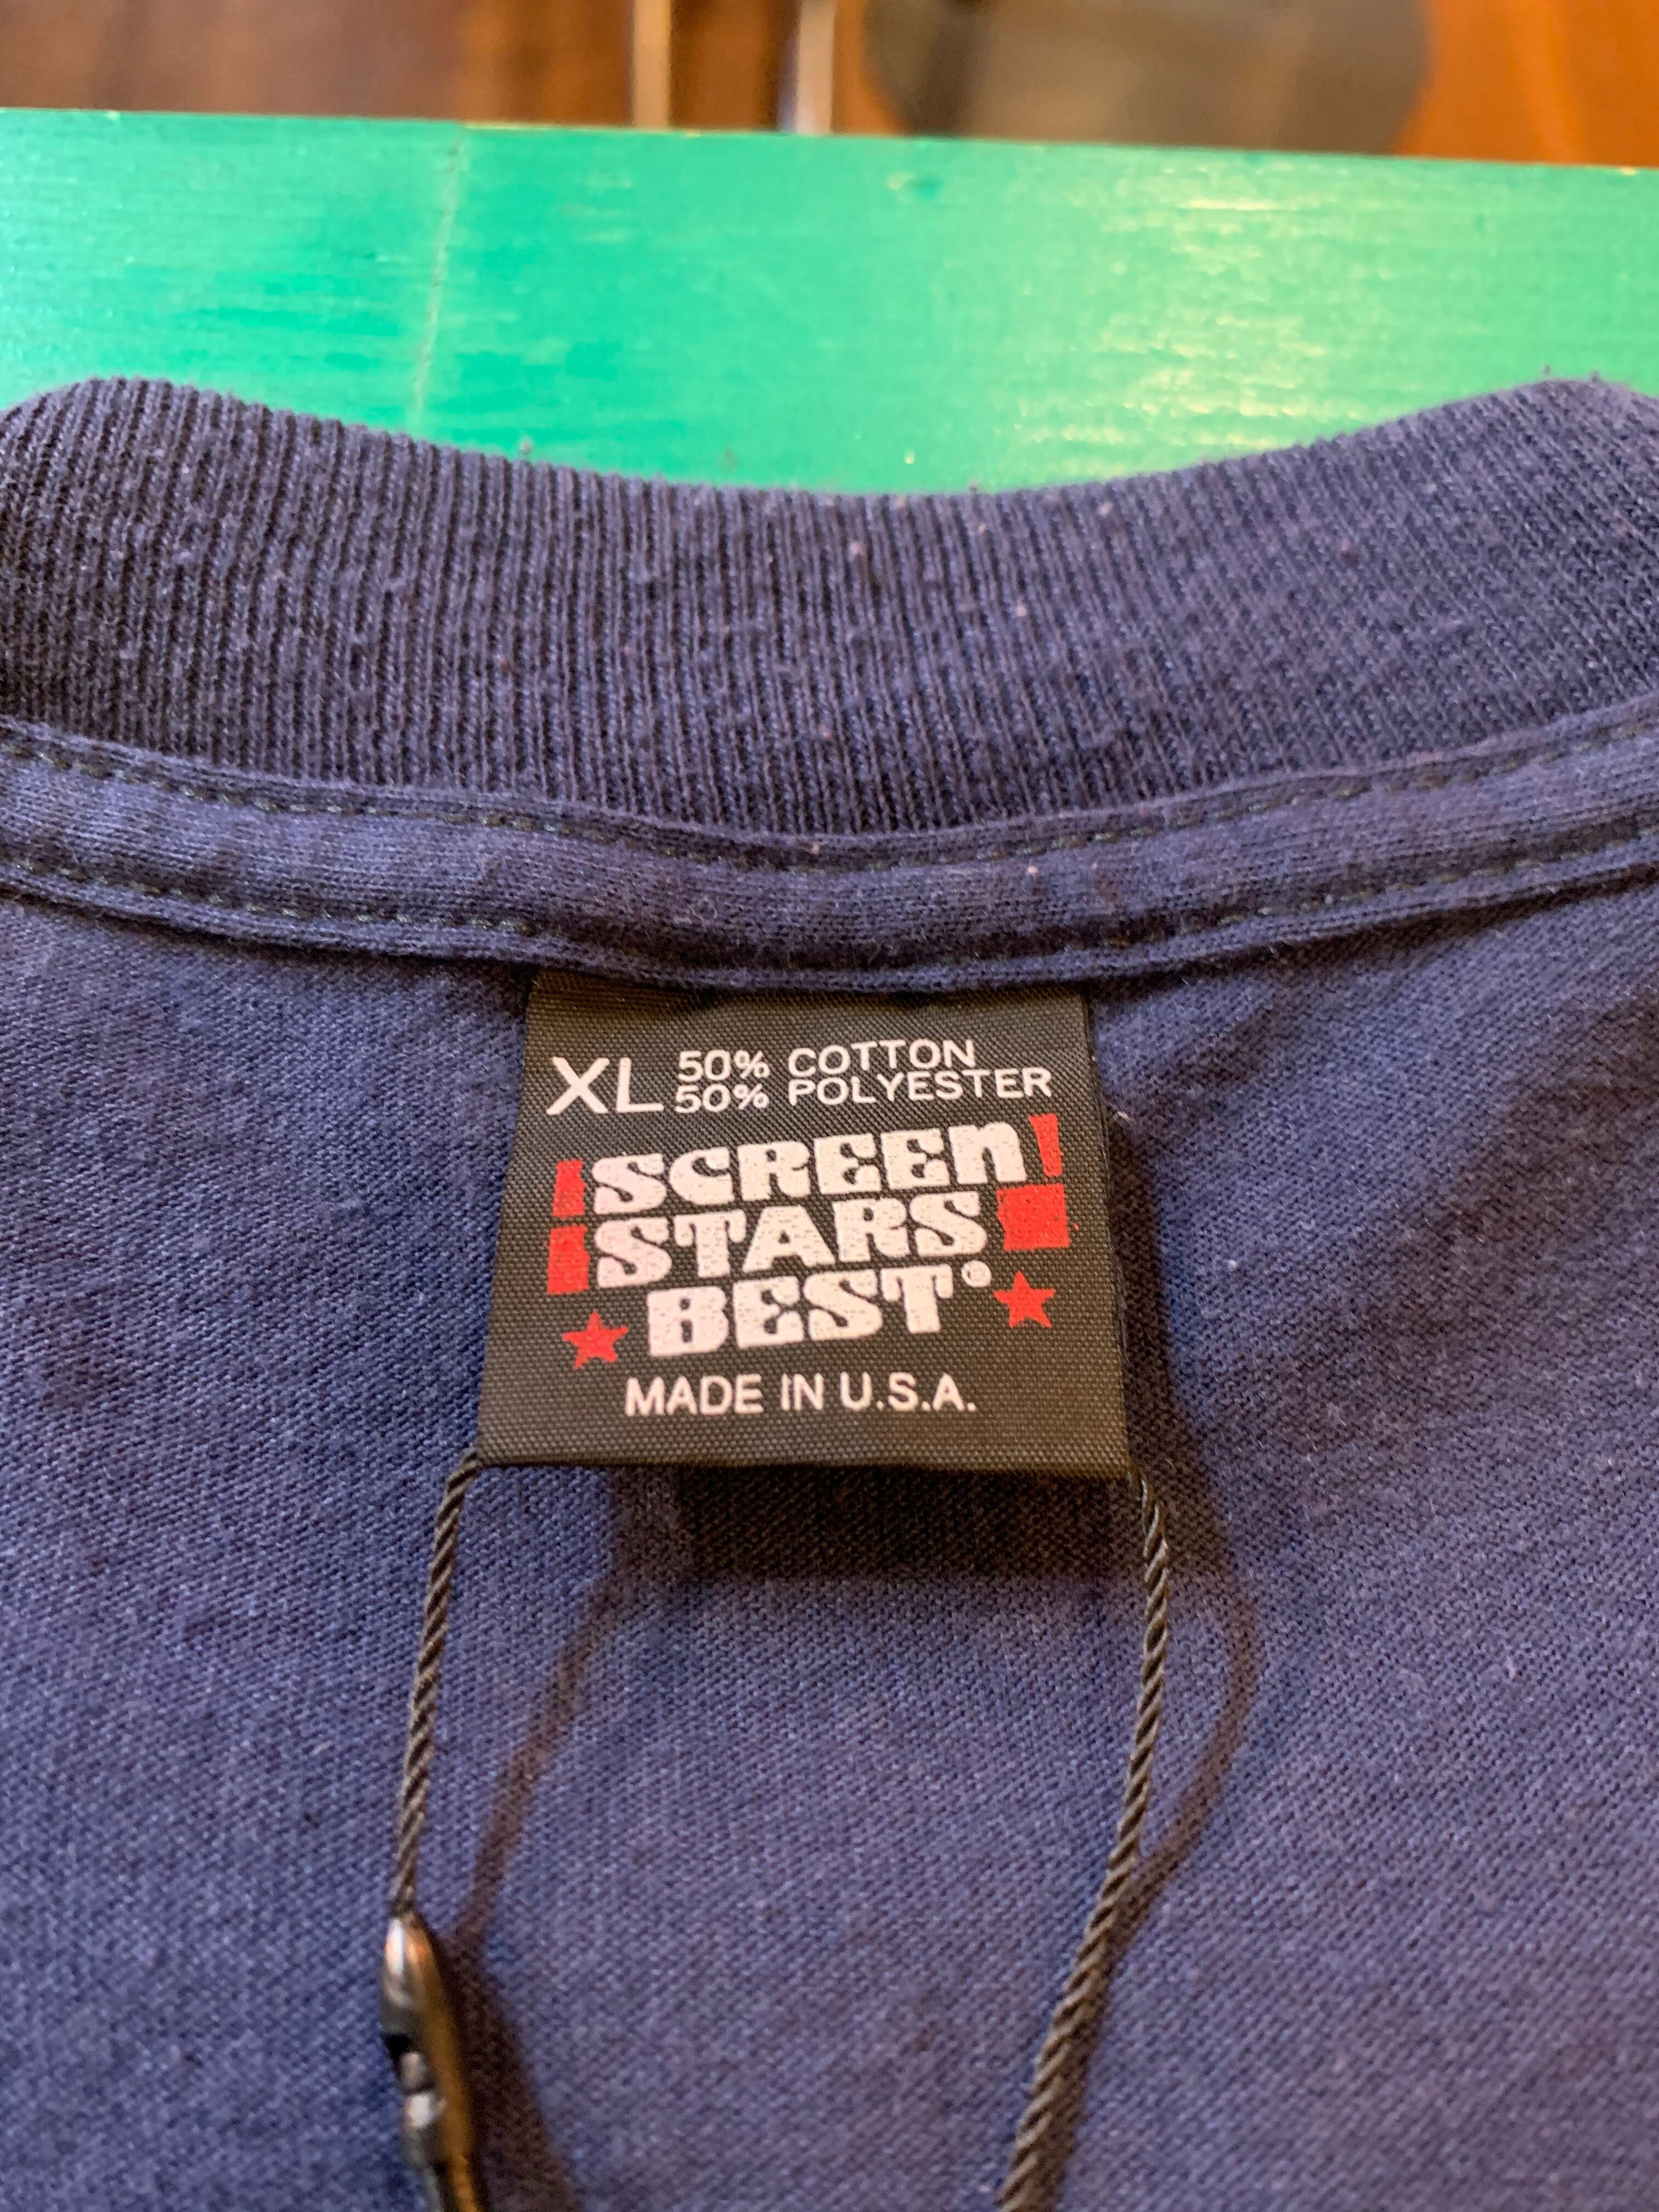 XL 50% COTTON
50% POLYESTER
SCREEN
STARS
BEST®
MADE IN U.S.A.